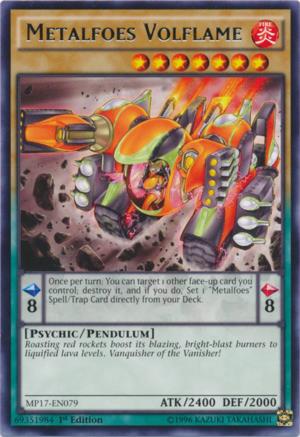 METALFOES VOLFLAME
FIRE
炎
Once per turn: You can target 1 other face-up card you
control; destroy it, and if you do, Set 1 "Metalfoes"
Spell/Trap Card directly from your Deck.
8
8
[PSYCHIC/PENDULUM]
Roasting red rockets boost its blazing, bright-blast burners to
liquified lava levels. Vanquisher of the Vanisher!
MP17-EN079
ATK/2400 DEF/2000
69351984 1st Edition
©1996 KAZUKI TAKAHASHI